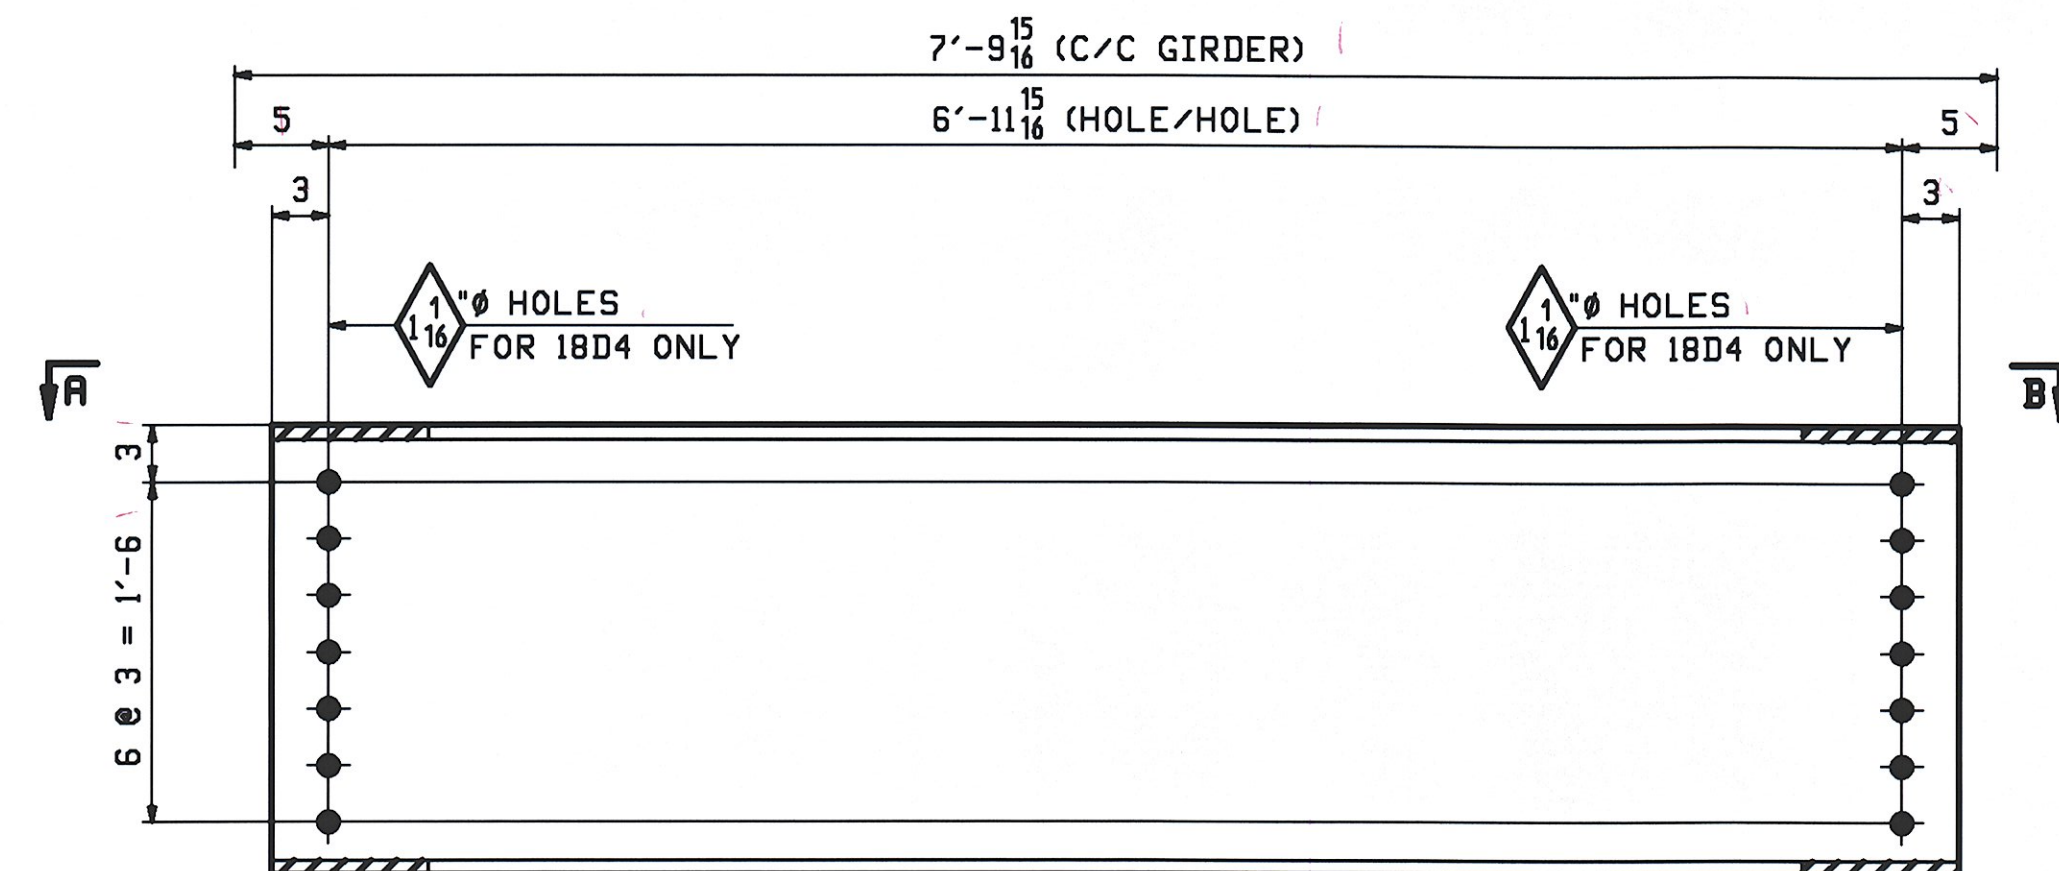 7′-9 15/16 (C/C GIRDER)
5
6′-11 15/16 (HOLE/HOLE)
5
3
3
1 1/16 "Ø HOLES
FOR 18D4 ONLY
1 1/16 "Ø HOLES
FOR 18D4 ONLY
A
B
3
6 @ 3 = 1′-6